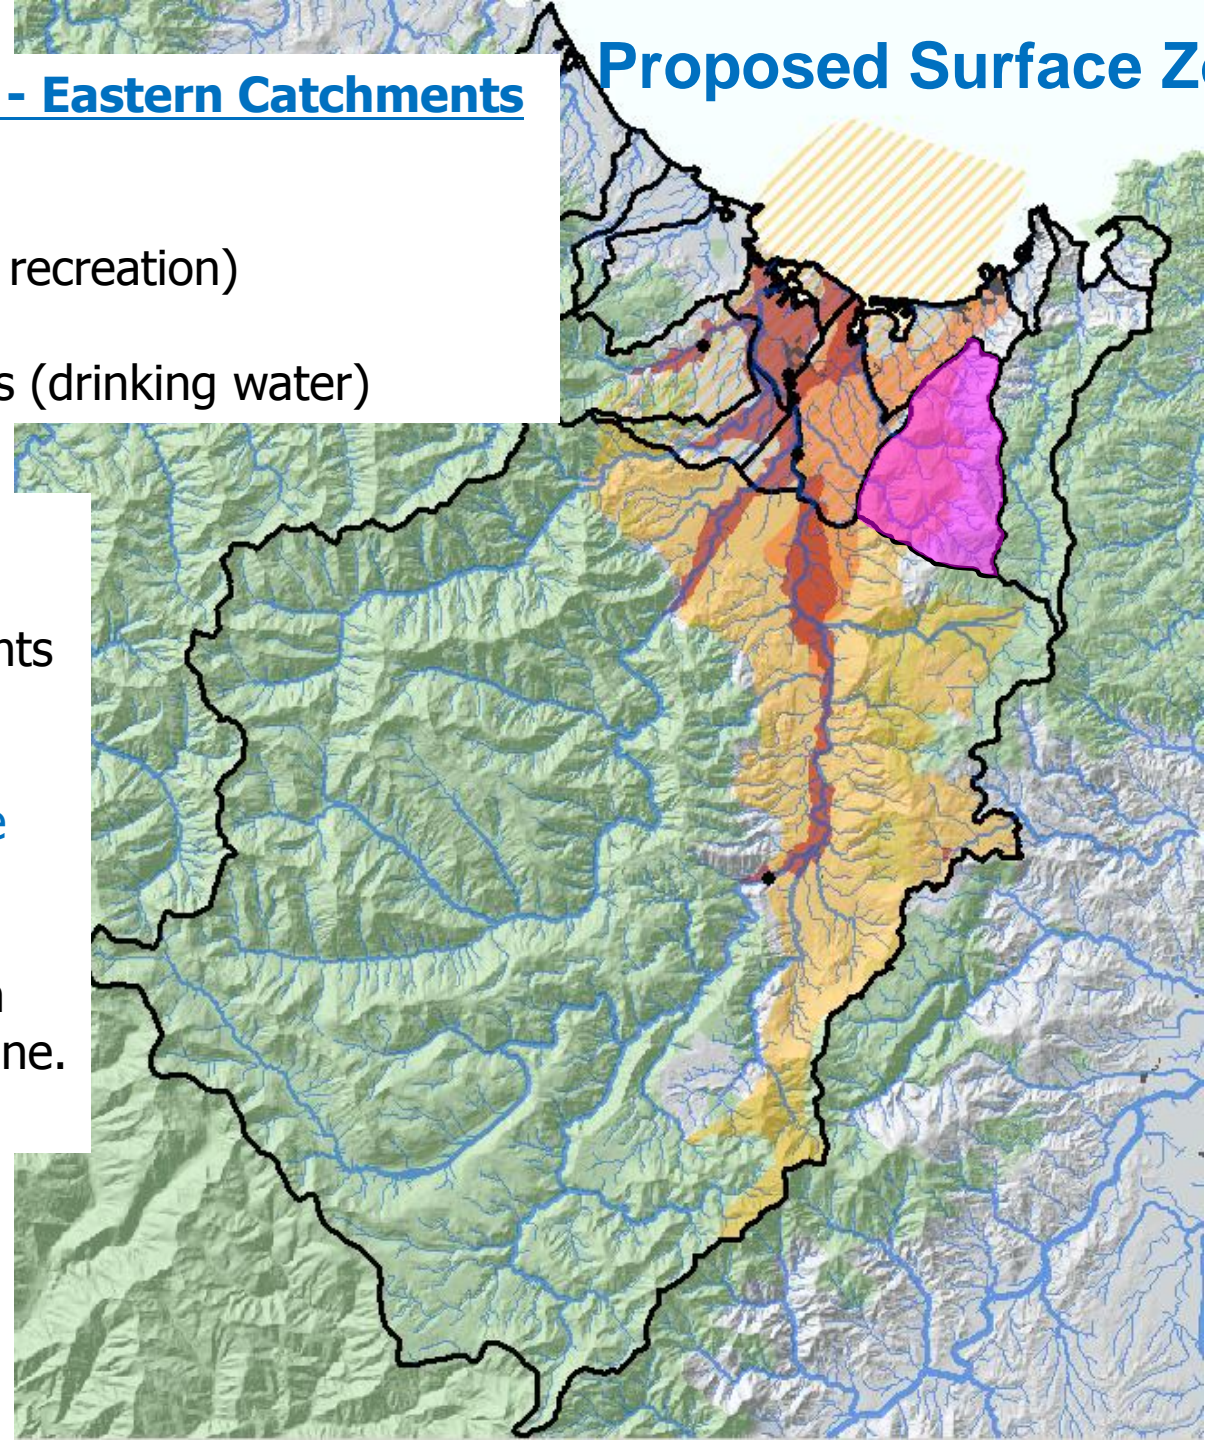 Proposed Surface Z
- Eastern Catchments
recreation)
s (drinking water)
nts
e
n
ne.